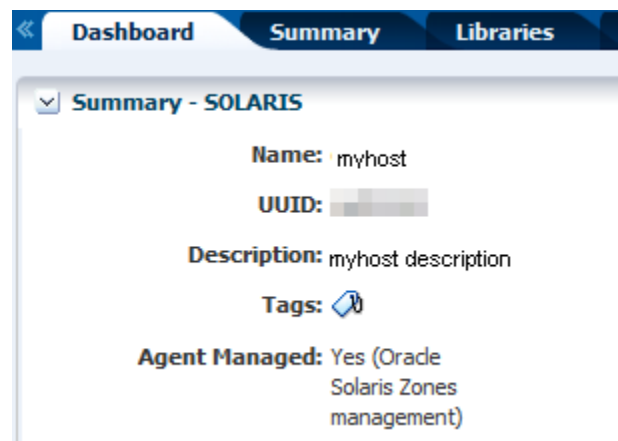 Dashboard Summary Libraries
Summary - SOLARIS
Name: myhost
UUID:
Description: myhost description
Tags:
Agent Managed: Yes (Oracle
Solaris Zones
management)